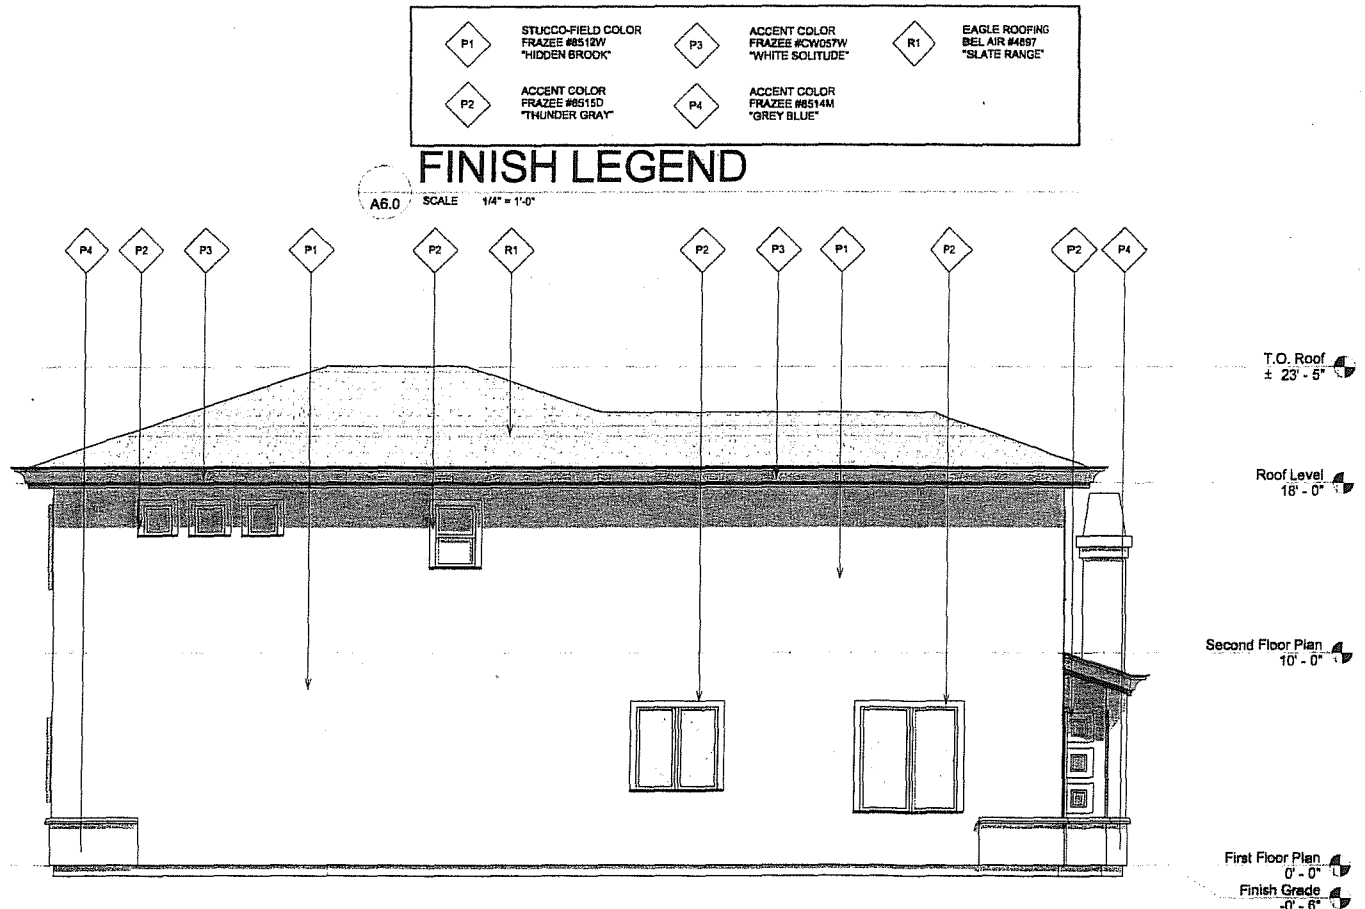 P1
STUCCO-FIELD COLOR
FRAZEE #8512W
"HIDDEN BROOK"
P3
ACCENT COLOR
FRAZEE #CW057W
"WHITE SOLITUDE"
R1
EAGLE ROOFING
BEL AIR #4697
"SLATE RANGE"
P2
ACCENT COLOR
FRAZEE #8515D
"THUNDER GRAY"
P4
ACCENT COLOR
FRAZEE #8514M
"GREY BLUE"
FINISH LEGEND
A6.0
SCALE 1/4" = 1'-0"
P4 P2 P3 P1 P2 R1 P2 P3 P1 P2 P2 P4
T.O. Roof
± 23' - 5"
Roof Level
18' - 0"
Second Floor Plan
10' - 0"
First Floor Plan
0' - 0"
Finish Grade
-0' - 6"